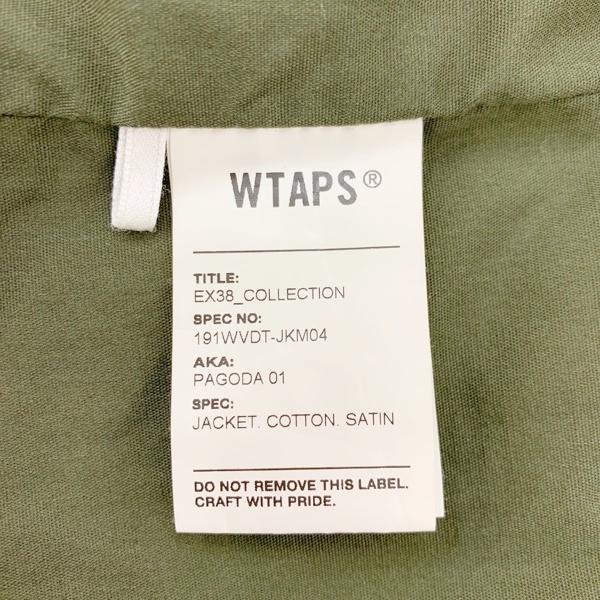 WTAPS®
TITLE:
EX38_COLLECTION
SPEC NO:
191WVDT-JKM04
AKA:
PAGODA 01
SPEC:
JACKET. COTTON. SATIN
DO NOT REMOVE THIS LABEL.
CRAFT WITH PRIDE.